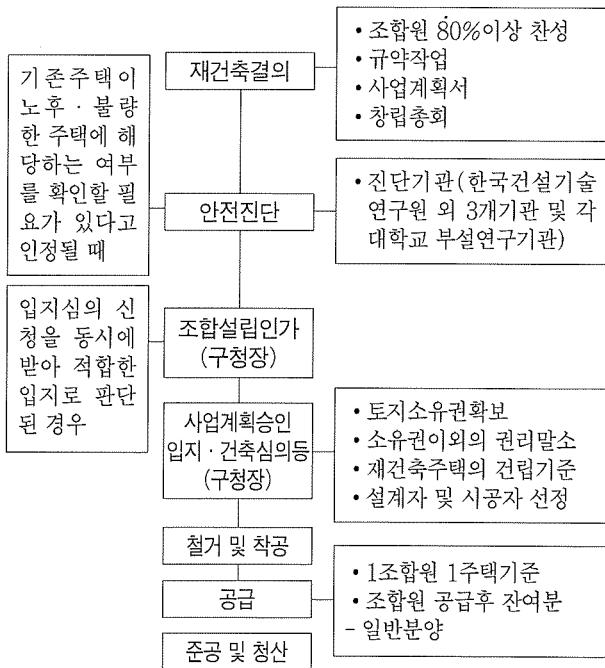 재건축결의
• 조합원 80%이상 찬성
• 규약작업
• 사업계획서
• 창립총회
기존주택이
노후 · 불량
한 주택에 해
당하는 여부
를 확인할 필
요가 있다고
인정될 때
안전진단
• 진단기관(한국건설기술
연구원 외 3개기관 및 각
대학교 부설연구기관)
입지심의 신
청을 동시에
받아 적합한
입지로 판단
된 경우
조합설립인가
(구청장)
사업계획승인
입지 · 건축심의등
(구청장)
• 토지소유권확보
• 소유권이외의 권리말소
• 재건축주택의 건립기준
• 설계자 및 시공자 선정
철거 및 착공
공급
• 1조합원 1주택기준
• 조합원 공급후 잔여분
- 일반분양
준공 및 청산